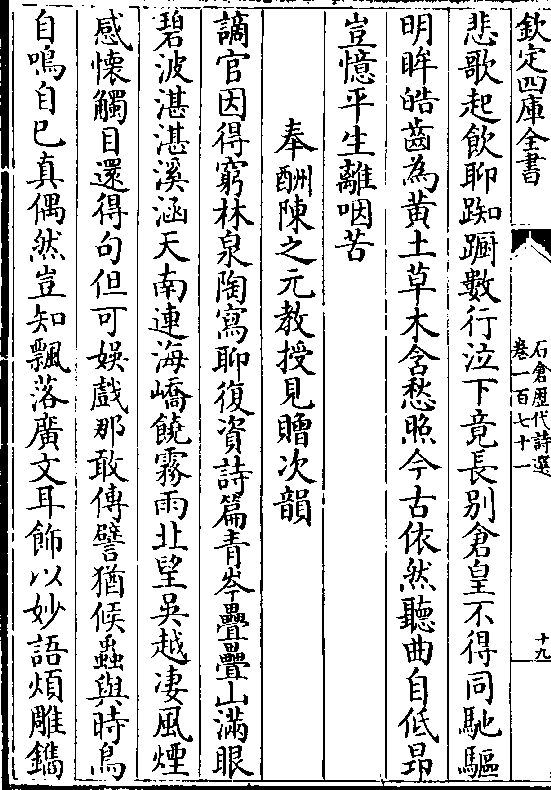 欽定四庫全書
石倉歷代詩選
卷一百七十一
十九
悲歌起飲聊踟躕數行泣下竟長别倉皇不得同馳驅
明眸皓齒為黄土草木含愁照今古依然聽曲自低昂
豈憶平生離咽苦
奉酬陳之元教授見贈次韻
謫官因得窮林泉陶寫聊復資詩篇青岑疊疊山滿眼
碧波湛湛溪涵天南連海嶠饒霧雨北望吳越凄風煙
感懷觸目還得句但可娱戲那敢傳譬猶候蟲與時鳥
自鳴自已真偶然豈知飄落廣文耳飾以妙語煩雕鐫